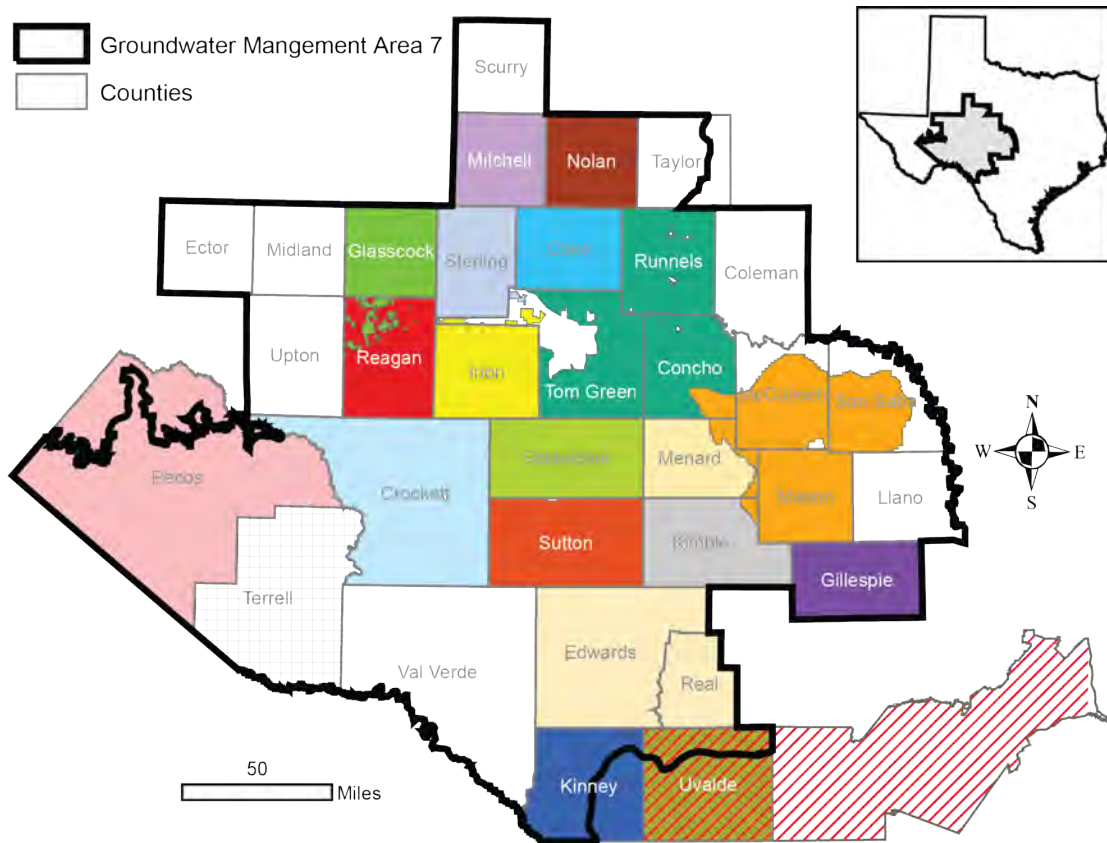 Groundwater Mangement Area 7
Counties
Scurry
Mitchell
Nolan
Taylor
Ector
Midland
Glasscock
Sterling
Coke
Runnels
Coleman
Upton
Reagan
Irion
Tom Green
Concho
McCulloch
San Saba
Pecos
Crockett
Schleicher
Menard
Mason
Llano
Sutton
Kimble
Gillespie
Terrell
Val Verde
Edwards
Real
Kinney
Uvalde
N
W
E
S
50
Miles